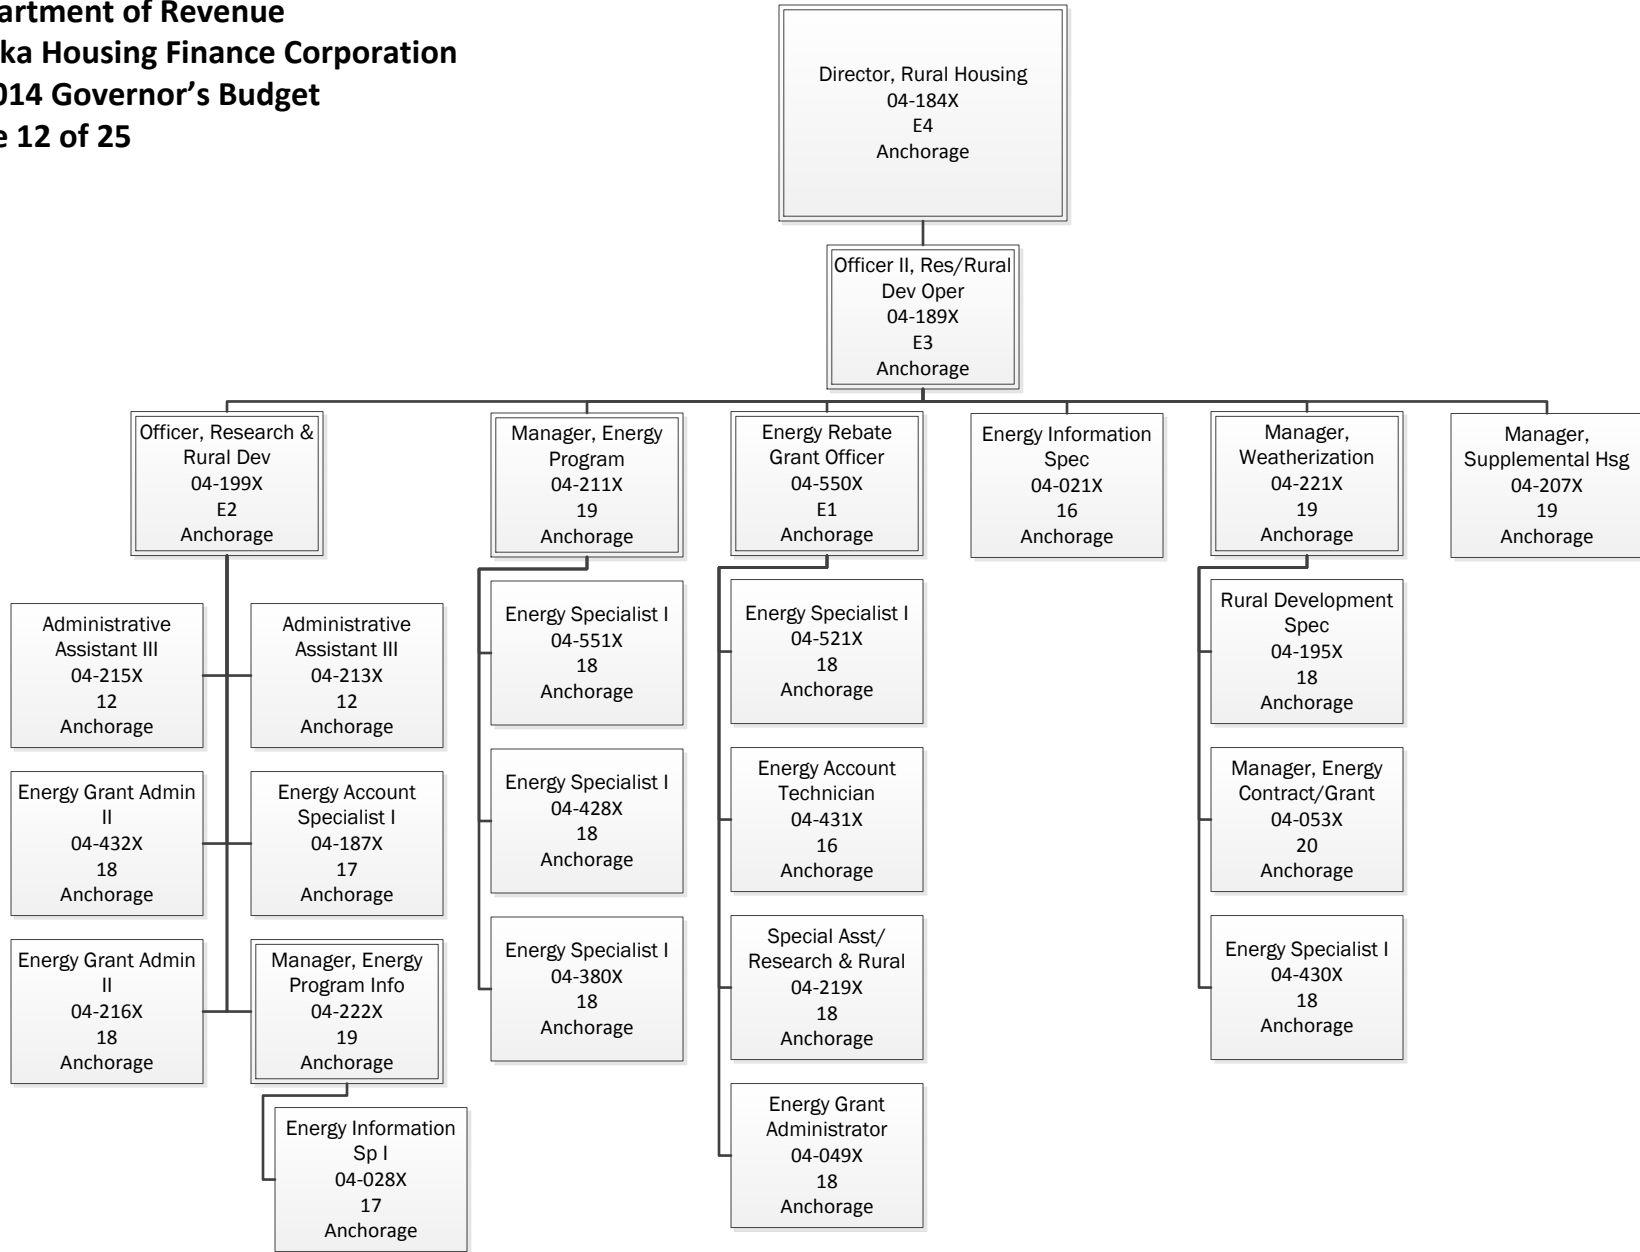 artment of Revenue
ka Housing Finance Corporation
014 Governor’s Budget
e 12 of 25
Director, Rural Housing
04-184X
E4
Anchorage
Officer II, Res/Rural
Dev Oper
04-189X
E3
Anchorage
Officer, Research &
Rural Dev
04-199X
E2
Anchorage
Manager, Energy
Program
04-211X
19
Anchorage
Energy Rebate
Grant Officer
04-550X
E1
Anchorage
Energy Information
Spec
04-021X
16
Anchorage
Manager,
Weatherization
04-221X
19
Anchorage
Manager,
Supplemental Hsg
04-207X
19
Anchorage
Administrative
Assistant III
04-215X
12
Anchorage
Administrative
Assistant III
04-213X
12
Anchorage
Energy Grant Admin
II
04-432X
18
Anchorage
Energy Account
Specialist I
04-187X
17
Anchorage
Energy Grant Admin
II
04-216X
18
Anchorage
Manager, Energy
Program Info
04-222X
19
Anchorage
Energy Information
Sp I
04-028X
17
Anchorage
Energy Specialist I
04-551X
18
Anchorage
Energy Specialist I
04-428X
18
Anchorage
Energy Specialist I
04-380X
18
Anchorage
Energy Specialist I
04-521X
18
Anchorage
Energy Account
Technician
04-431X
16
Anchorage
Special Asst/
Research & Rural
04-219X
18
Anchorage
Energy Grant
Administrator
04-049X
18
Anchorage
Rural Development
Spec
04-195X
18
Anchorage
Manager, Energy
Contract/Grant
04-053X
20
Anchorage
Energy Specialist I
04-430X
18
Anchorage